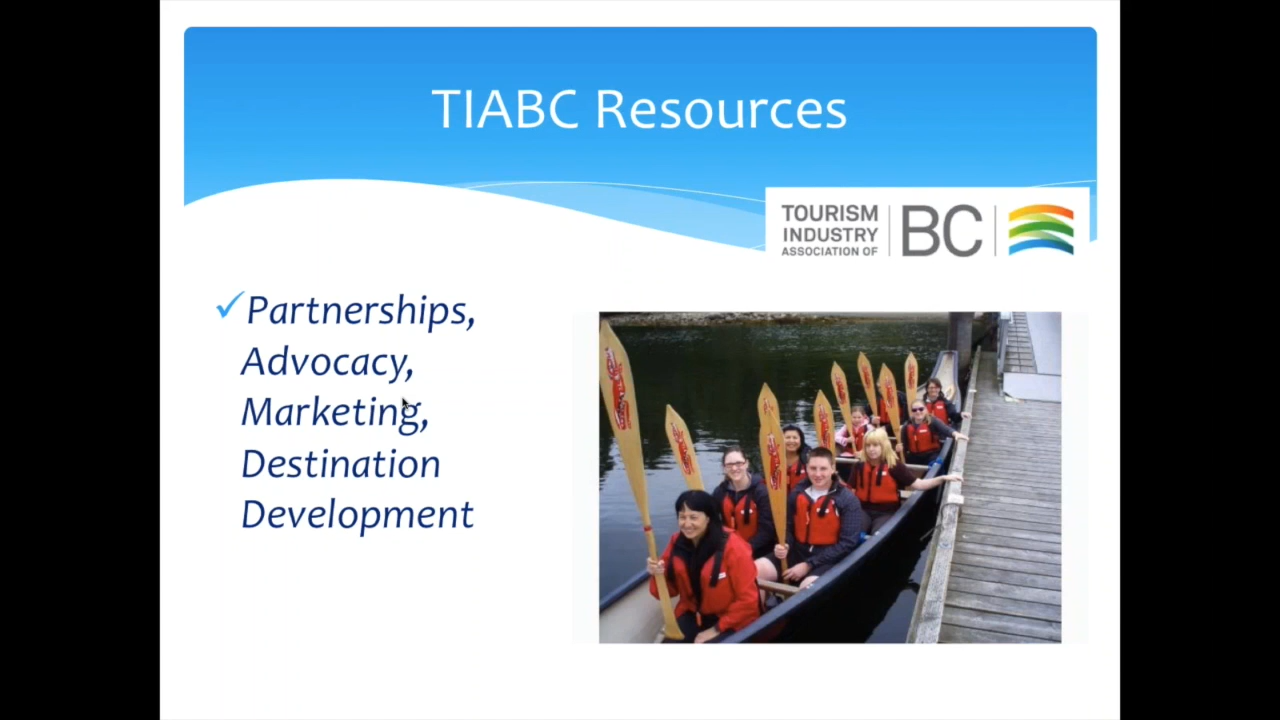 TIABC Resources
TOURISM
INDUSTRY
ASSOCIATION OF
BC
Partnerships,
Advocacy,
Marketing,
Destination
Development